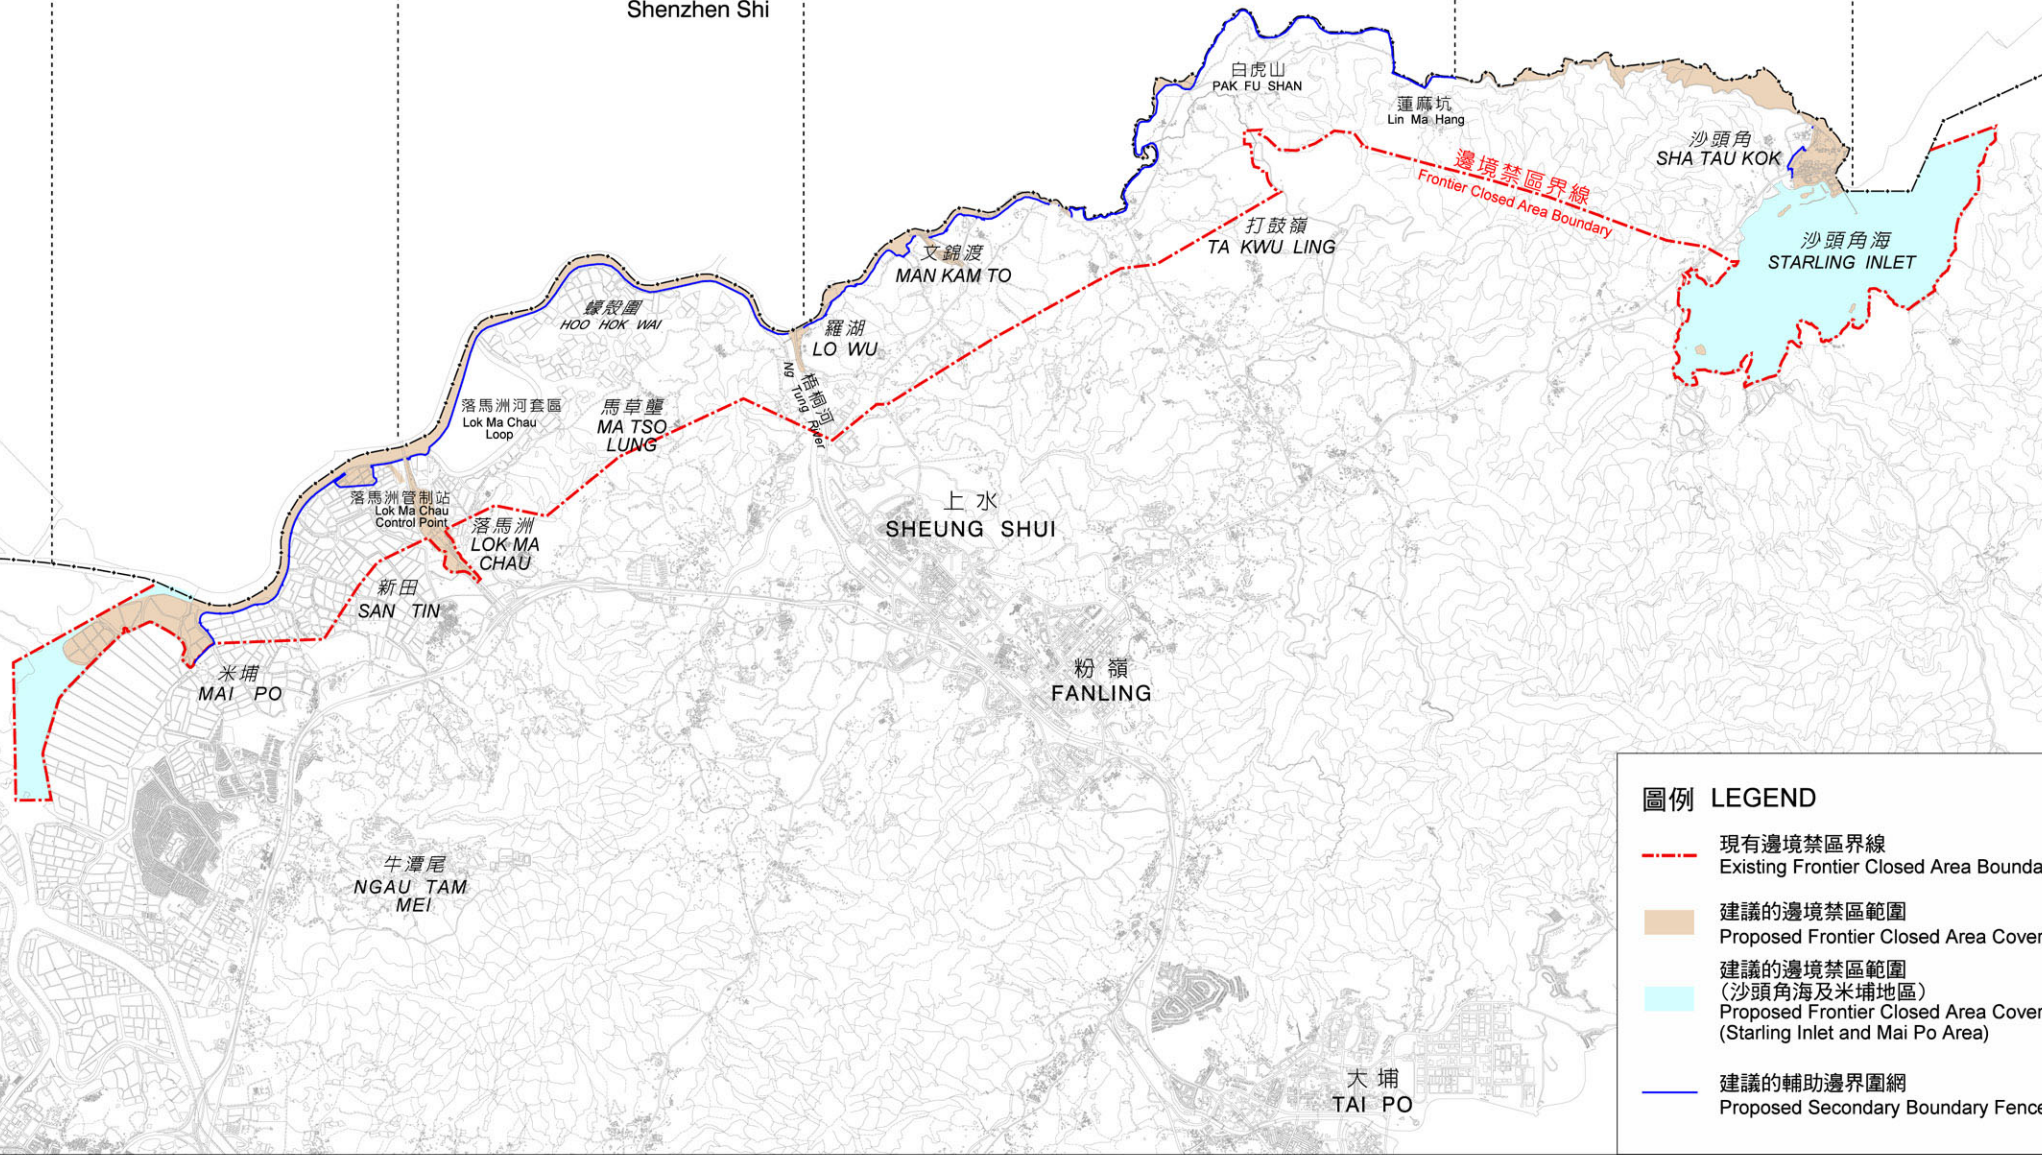 Shenzhen Shi
白虎山
PAK FU SHAN
蓮麻坑
Lin Ma Hang
沙頭角
SHA TAU KOK
邊境禁區界線
Frontier Closed Area Boundary
打鼓嶺
TA KWU LING
沙頭角海
STARLING INLET
文錦渡
MAN KAM TO
蠔殼圍
HOO HOK WAI
羅湖
LO WU
梧桐河
Ng Tung River
落馬洲河套區
Lok Ma Chau
Loop
馬草壟
MA TSO
LUNG
落馬洲管制站
Lok Ma Chau
Control Point
落馬洲
LOK MA
CHAU
上水
SHEUNG SHUI
新田
SAN TIN
米埔
MAI PO
粉嶺
FANLING
牛潭尾
NGAU TAM
MEI
大埔
TAI PO
圖例 LEGEND
現有邊境禁區界線
Existing Frontier Closed Area Bounda
建議的邊境禁區範圍
Proposed Frontier Closed Area Cover
建議的邊境禁區範圍
(沙頭角海及米埔地區)
Proposed Frontier Closed Area Cover
(Starling Inlet and Mai Po Area)
建議的輔助邊界圍網
Proposed Secondary Boundary Fence